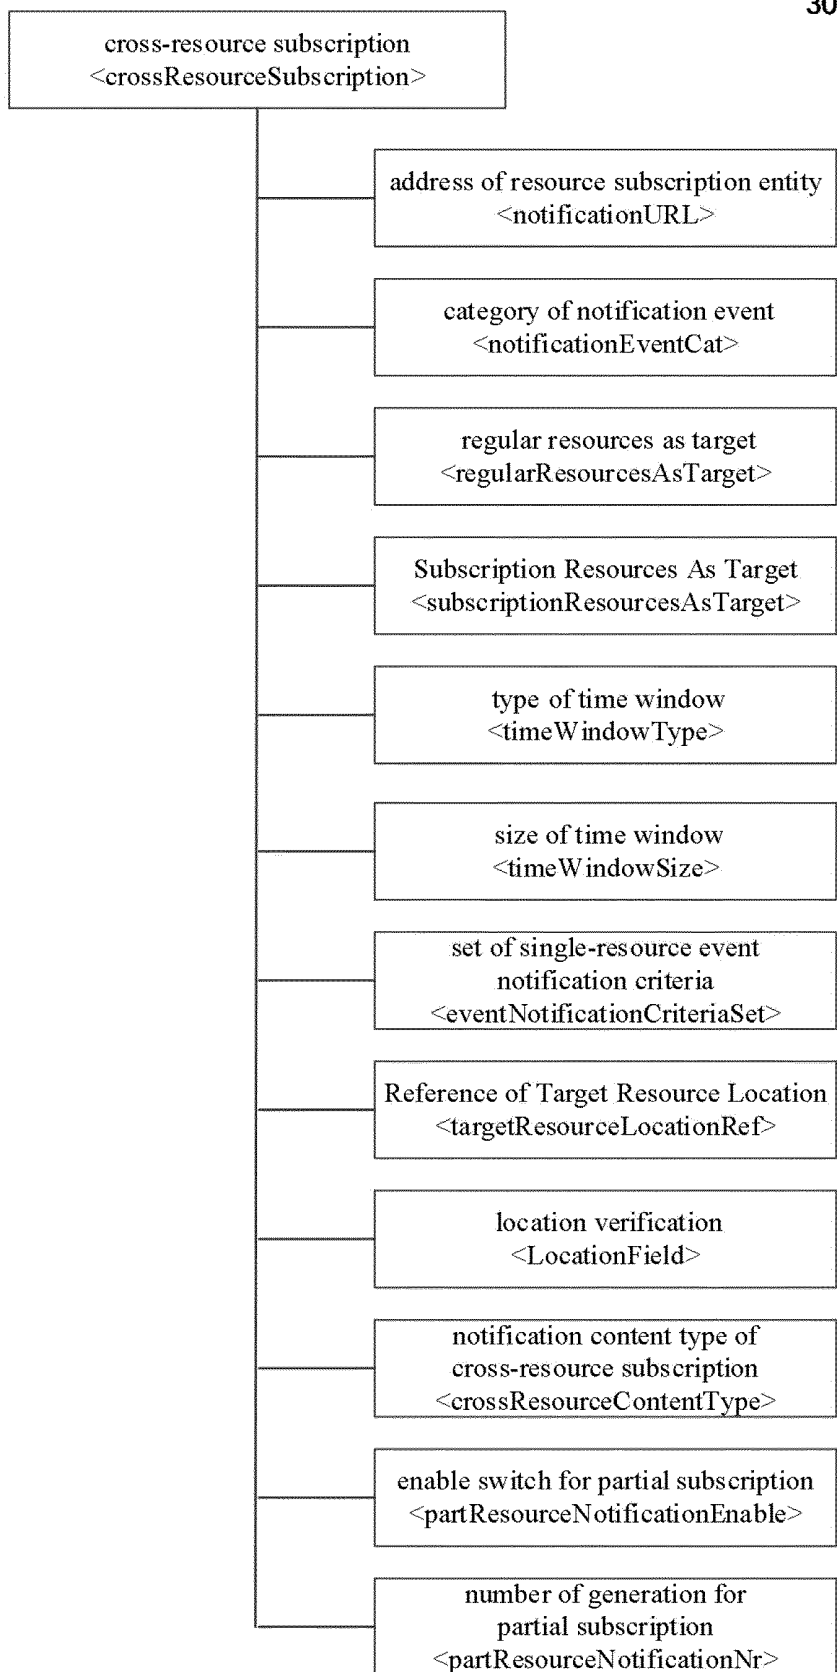 30
cross-resource subscription
<crossResourceSubscription>
address of resource subscription entity
<notificationURL>
category of notification event
<notificationEventCat>
regular resources as target
<regularResourcesAsTarget>
Subscription Resources As Target
<subscriptionResourcesAsTarget>
type of time window
<timeWindowType>
size of time window
<timeWindowSize>
set of single-resource event
notification criteria
<eventNotificationCriteriaSet>
Reference of Target Resource Location
<targetResourceLocationRef>
location verification
<LocationField>
notification content type of
cross-resource subscription
<crossResourceContentType>
enable switch for partial subscription
<partResourceNotificationEnable>
number of generation for
partial subscription
<partResourceNotificationNr>